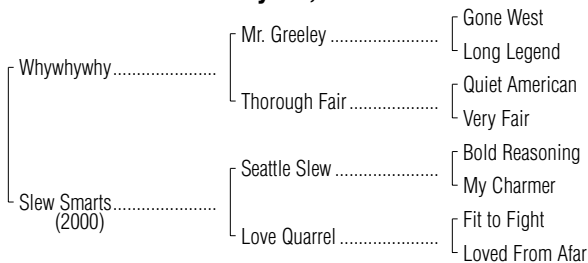 Gone West
Mr. Greeley ....................
Long Legend
Whywhywhy....................
Quiet American
Thorough Fair ....................
Very Fair
Bold Reasoning
Seattle Slew ....................
My Charmer
Slew Smarts....................
(2000)
Fit to Fight
Love Quarrel ....................
Loved From Afar